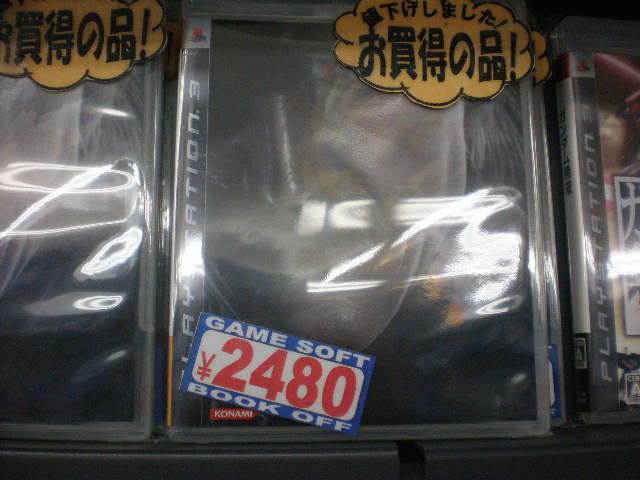 お買得の品!
値下げしました
お買得の品!
PLAYSTATION 3
GAME SOFT
¥2480
BOOK OFF
KONAMI
PLAYSTATION 3